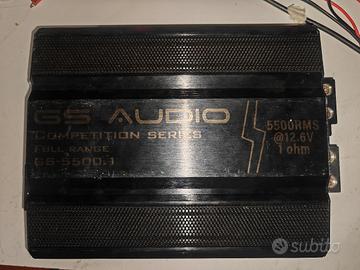 GS AUDIO
COMPETITION SERIES
FULL RANGE
GS-5500.1
5500RMS
@12.6V
1 ohm
subito